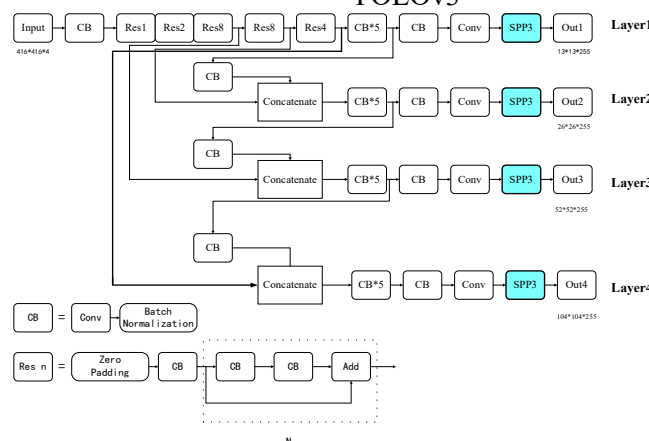 YOLOv3
Input CB Res1 Res2 Res8 Res8 Res4 CB*5 CB Conv SPP3 Out1 Layer1
416*416*4 13*13*255
CB
Concatenate CB*5 CB Conv SPP3 Out2 Layer2
26*26*255
CB
Concatenate CB*5 CB Conv SPP3 Out3 Layer3
52*52*255
CB
Concatenate CB*5 CB Conv SPP3 Out4 Layer4
104*104*255
CB = Conv Batch
Normalization
Res n = Zero
Padding CB CB CB Add
N